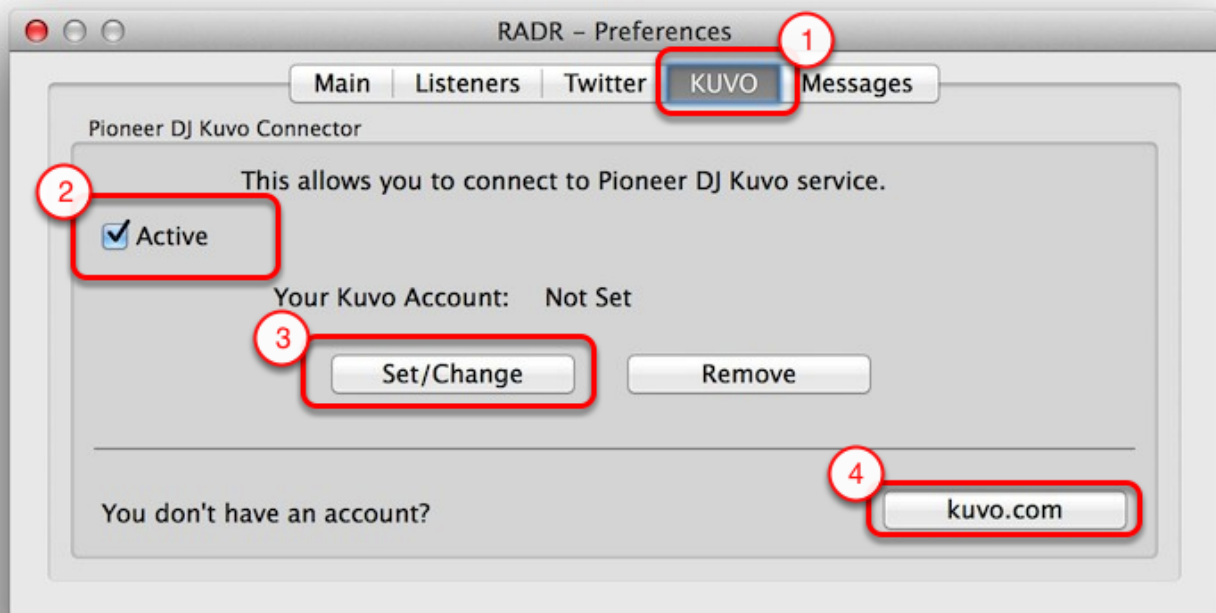 RADR – Preferences
1
Main Listeners Twitter KUVO Messages
Pioneer DJ Kuvo Connector
This allows you to connect to Pioneer DJ Kuvo service.
2
Active
Your Kuvo Account: Not Set
3
Set/Change Remove
4
You don't have an account? kuvo.com